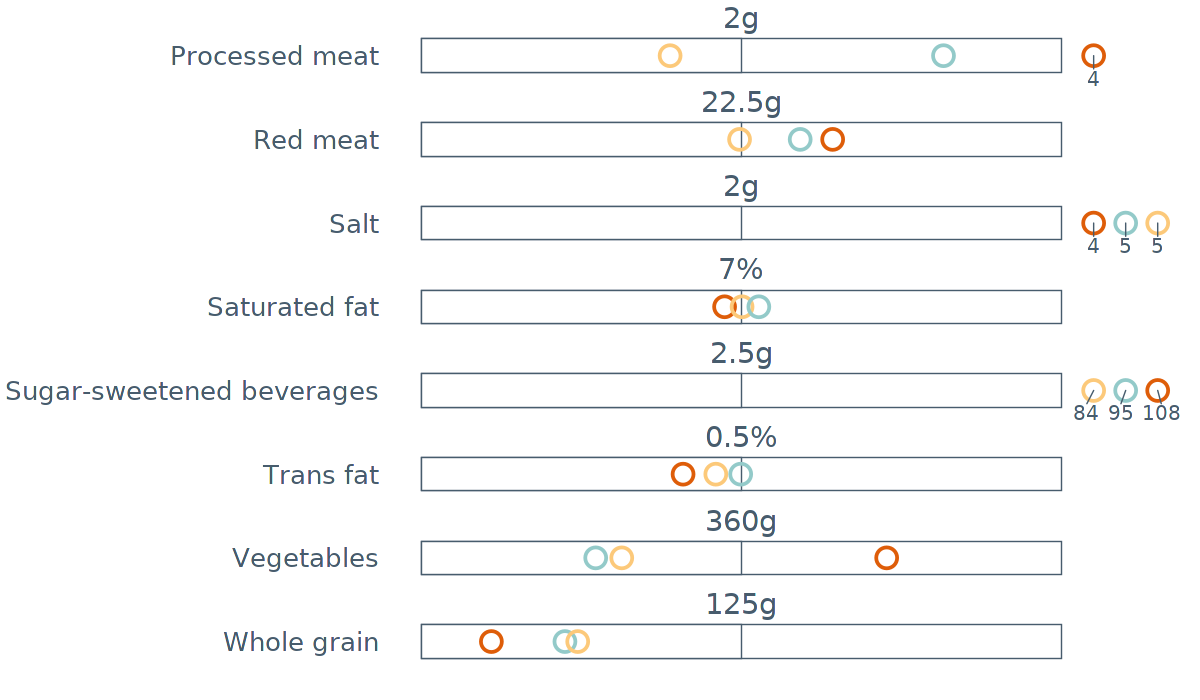 2g
Processed meat
4
22.5g
Red meat
2g
Salt
4 5 5
7%
Saturated fat
2.5g
Sugar-sweetened beverages
84 95 108
0.5%
Trans fat
360g
Vegetables
125g
Whole grain